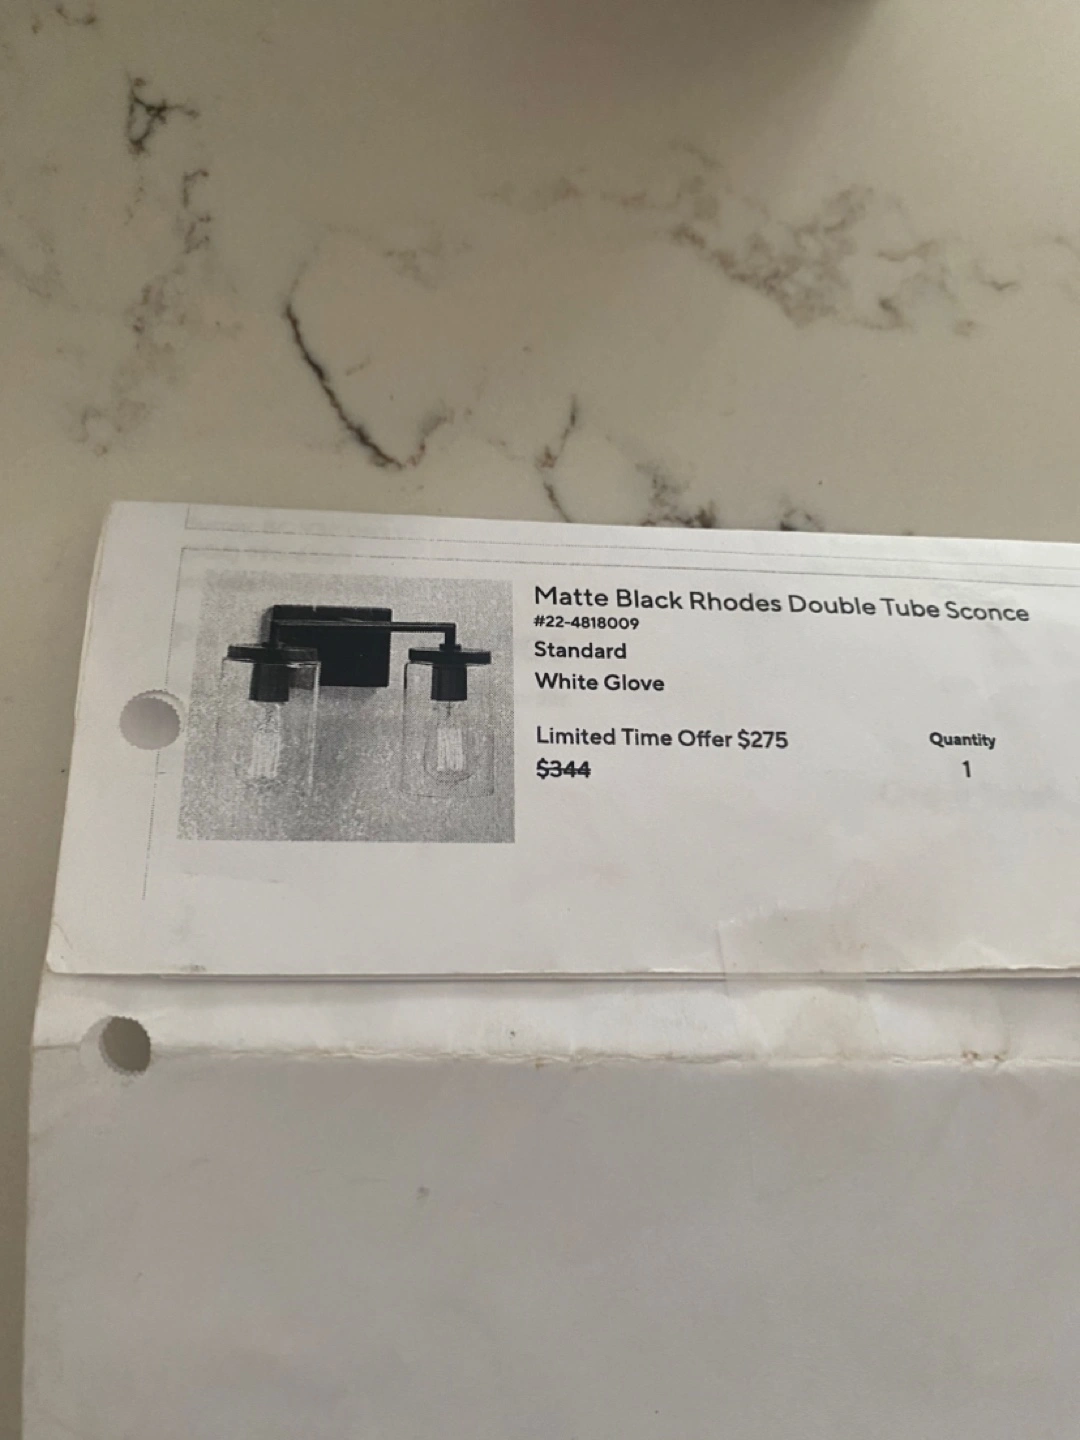 Matte Black Rhodes Double Tube Sconce
#22-4818009
Standard
White Glove
Limited Time Offer $275
$344
Quantity
1